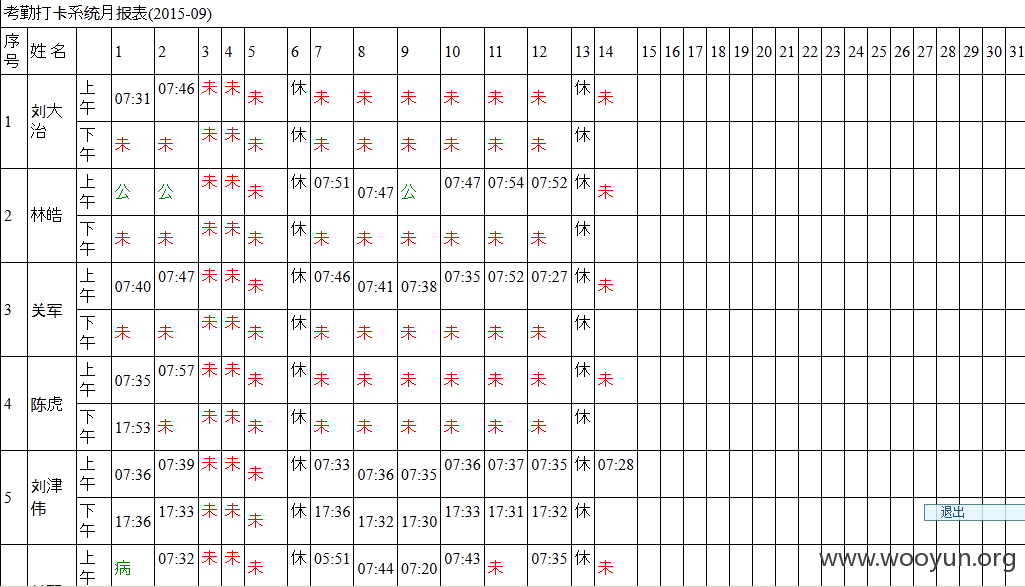 考勤打卡系统月报表(2015-09)
序号 姓 名 1 2 3 4 5 6 7 8 9 10 11 12 13 14 15 16 17 18 19 20 21 22 23 24 25 26 27 28 29 30 31
1 刘大治 上午 07:31 07:46 未 未 未 休 未 未 未 未 未 未 休 未
下午 未 未 未 未 未 休 未 未 未 未 未 未 休
2 林皓 上午 公 公 未 未 未 休 07:51 07:47 公 07:47 07:54 07:52 休 未
下午 未 未 未 未 未 休 未 未 未 未 未 未 休
3 关军 上午 07:40 07:47 未 未 未 休 07:46 07:41 07:38 07:35 07:52 07:27 休 未
下午 未 未 未 未 未 休 未 未 未 未 未 未 休
4 陈虎 上午 07:35 07:57 未 未 未 休 未 未 未 未 未 未 休 未
下午 17:53 未 未 未 未 休 未 未 未 未 未 未 休
5 刘津伟 上午 07:36 07:39 未 未 未 休 07:33 07:36 07:35 07:36 07:37 07:35 休 07:28
下午 17:36 17:33 未 未 未 休 17:36 17:32 17:30 17:33 17:31 17:32 休
退出
上午 病 07:32 未 未 未 休 05:51 07:44 07:20 07:43 未 07:35 休 未
www.wooyun.org